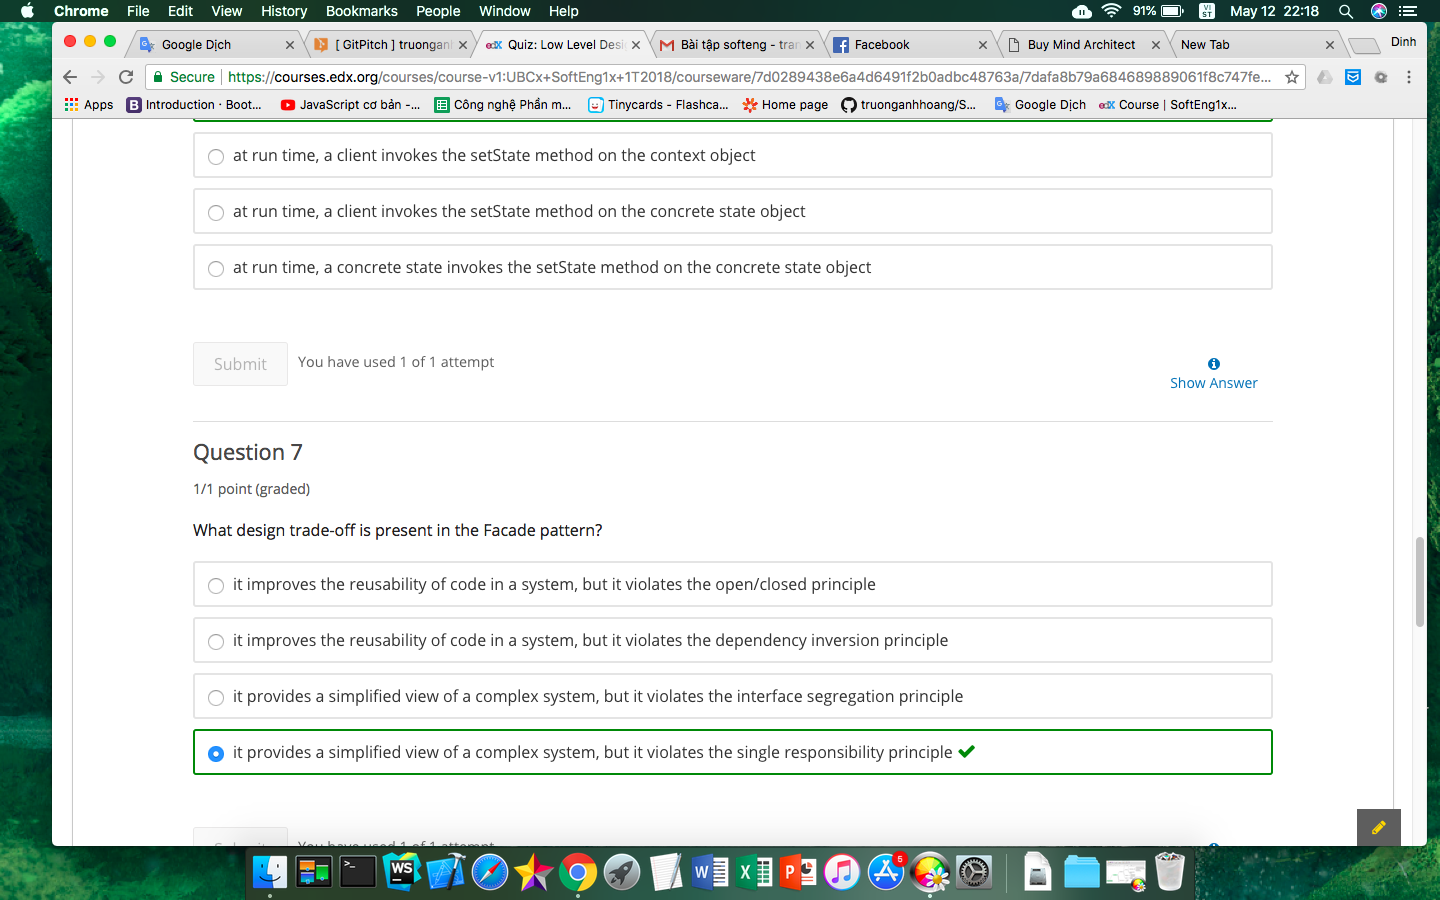 Chrome File Edit View History Bookmarks People Window Help 91% VI ST May 12 22:18
Google Dịch [ GitPitch ] truongan Quiz: Low Level Desi Bài tập softeng - tran Facebook Buy Mind Architect New Tab Dinh
Secure https://courses.edx.org/courses/course-v1:UBCx+SoftEng1x+1T2018/courseware/7d0289438e6a4d6491f2b0adbc48763a/7dafa8b79a684689889061f8c747fe...
Apps Introduction · Boot... JavaScript cơ bản -... Công nghệ Phần m... Tinycards - Flashca... Home page truonganhhoang/S... Google Dịch Course | SoftEng1x...
at run time, a client invokes the setState method on the context object
at run time, a client invokes the setState method on the concrete state object
at run time, a concrete state invokes the setState method on the concrete state object
Submit You have used 1 of 1 attempt
Show Answer
Question 7
1/1 point (graded)
What design trade-off is present in the Facade pattern?
it improves the reusability of code in a system, but it violates the open/closed principle
it improves the reusability of code in a system, but it violates the dependency inversion principle
it provides a simplified view of a complex system, but it violates the interface segregation principle
it provides a simplified view of a complex system, but it violates the single responsibility principle
Submit You have used 1 of 1 attempt
WS W X P 5